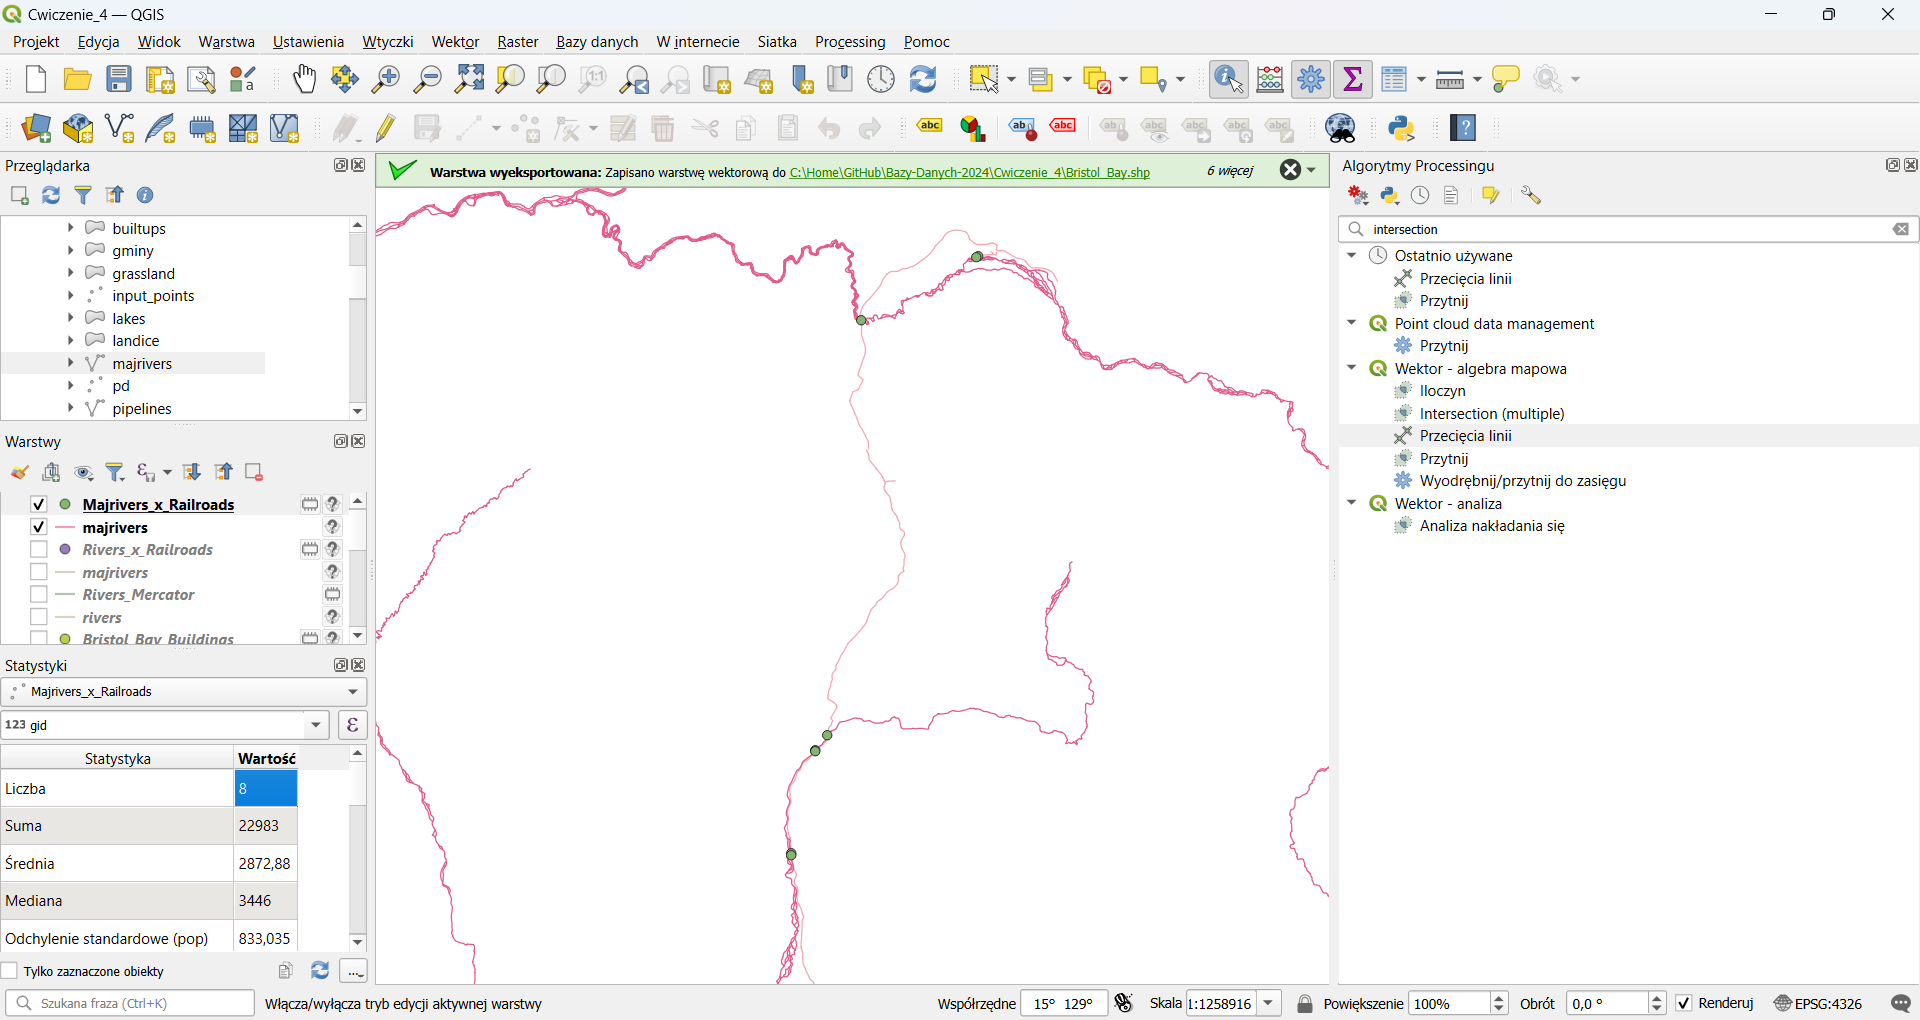 Cwiczenie_4 — QGIS
Projekt Edycja Widok Warstwa Ustawienia Wtyczki Wektor Raster Bazy danych W internecie Siatka Processing Pomoc
Przeglądarka
builtups
gminy
grassland
input_points
lakes
landice
majrivers
pd
pipelines
Warstwy
Majrivers_x_Railroads
majrivers
Rivers_x_Railroads
majrivers
Rivers_Mercator
rivers
Bristol_Bay_Buildings
Statystyki
Majrivers_x_Railroads
123 gid
ε
Statystyka Wartość
Liczba 8
Suma 22983
Średnia 2872,88
Mediana 3446
Odchylenie standardowe (pop) 833,035
Tylko zaznaczone obiekty
...
Warstwa wyeksportowana: Zapisano warstwę wektorową do C:\Home\GitHub\Bazy-Danych-2024\Cwiczenie_4\Bristol_Bay.shp 6 więcej
Algorytmy Processingu
intersection
Ostatnio używane
Przecięcia linii
Przytnij
Point cloud data management
Przytnij
Wektor - algebra mapowa
Iloczyn
Intersection (multiple)
Przecięcia linii
Przytnij
Wyodrębnij/przytnij do zasięgu
Wektor - analiza
Analiza nakładania się
Szukana fraza (Ctrl+K)
Włącza/wyłącza tryb edycji aktywnej warstwy
Współrzędne 15° 129° Skala 1:1258916 Powiększenie 100% Obrót 0,0 ° Renderuj EPSG:4326